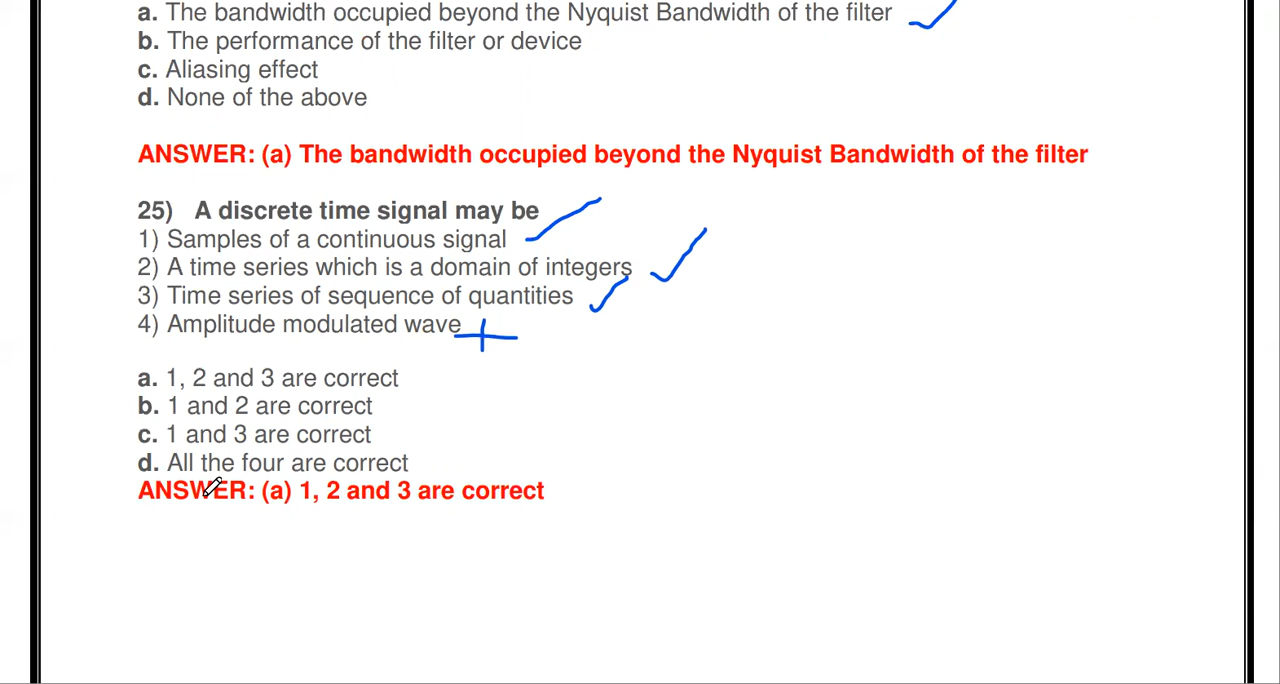 a. The bandwidth occupied beyond the Nyquist Bandwidth of the filter
b. The performance of the filter or device
c. Aliasing effect
d. None of the above
ANSWER: (a) The bandwidth occupied beyond the Nyquist Bandwidth of the filter
25) A discrete time signal may be
1) Samples of a continuous signal
2) A time series which is a domain of integers
3) Time series of sequence of quantities
4) Amplitude modulated wave
a. 1, 2 and 3 are correct
b. 1 and 2 are correct
c. 1 and 3 are correct
d. All the four are correct
ANSWER: (a) 1, 2 and 3 are correct